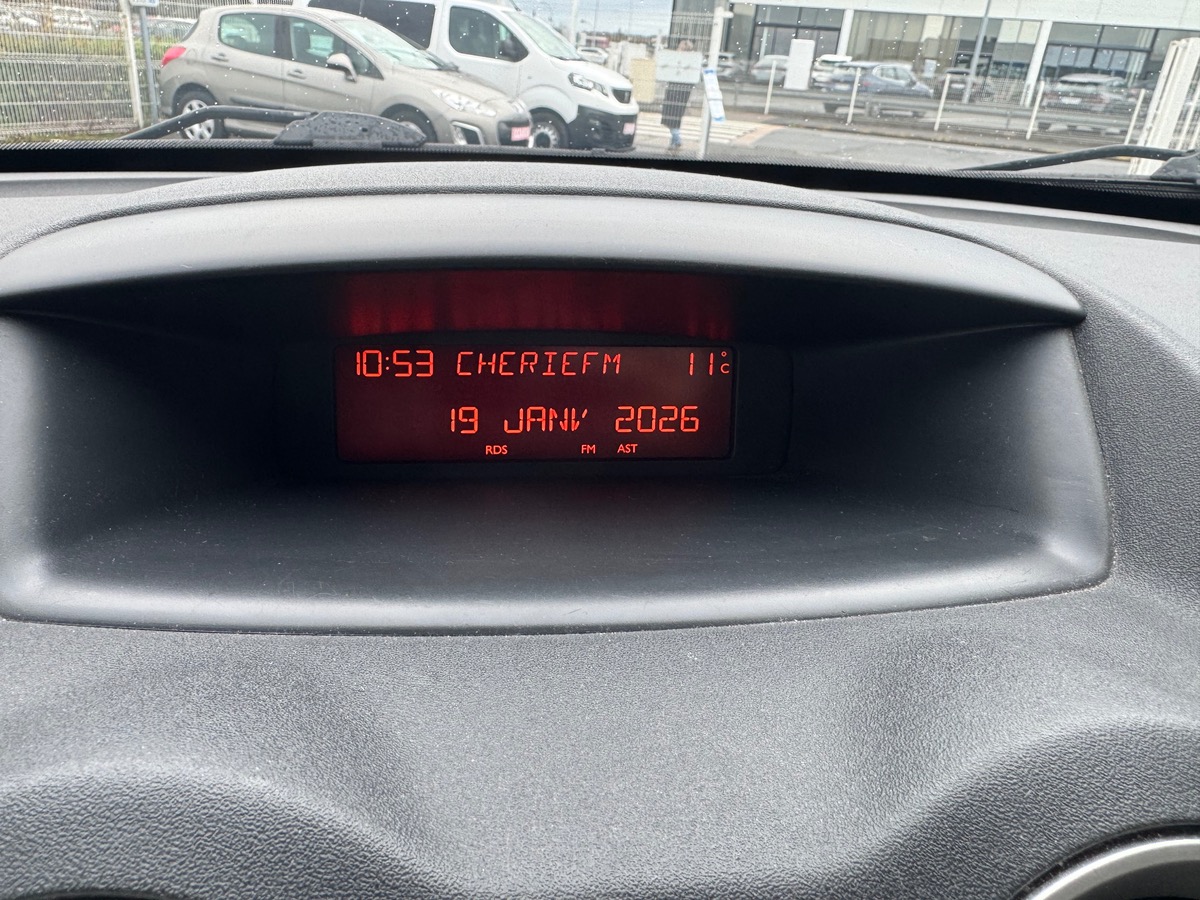 10:53 CHERIEFM 11°C
19 JANV 2026
RDS FM AST